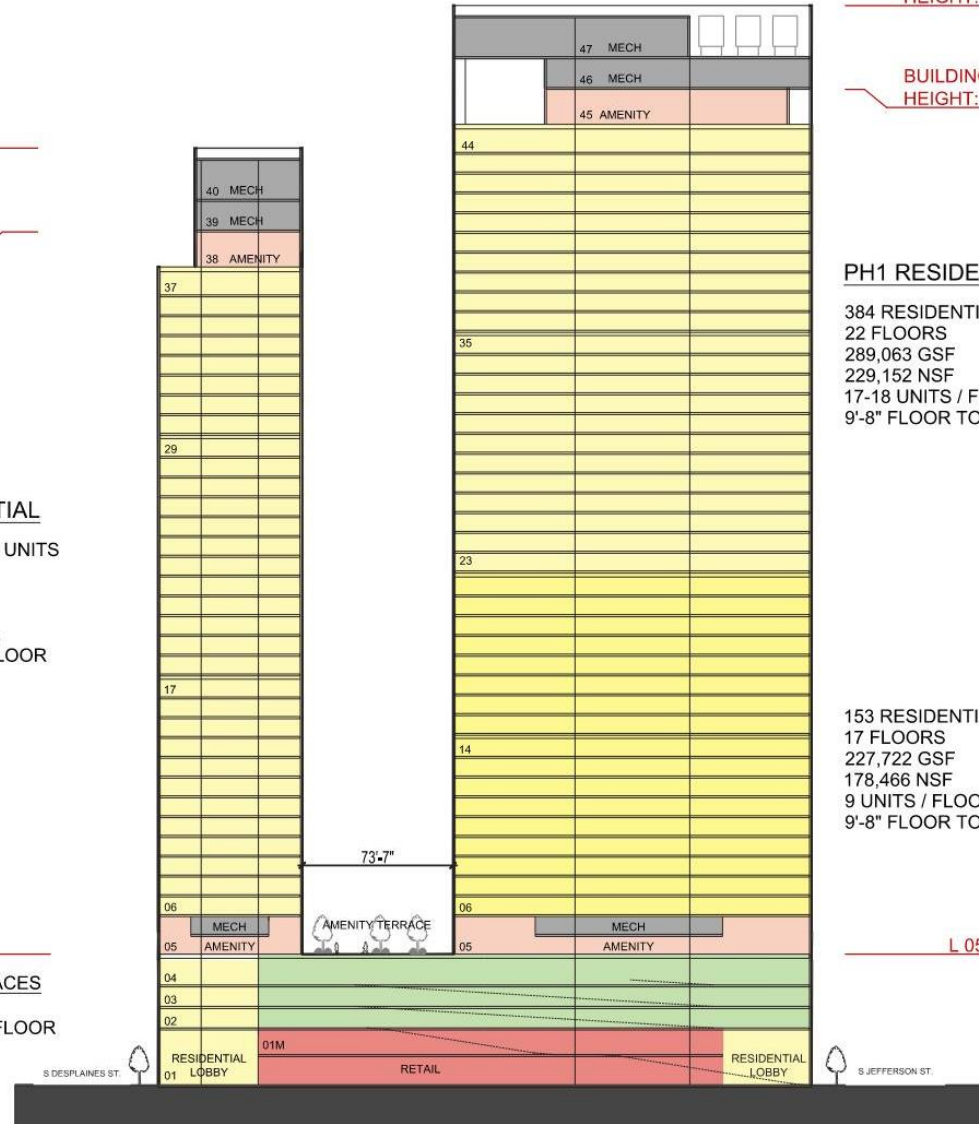 HEIGHT:
BUILDING
HEIGHT:
47 MECH
46 MECH
45 AMENITY
44
40 MECH
39 MECH
38 AMENITY
37
PH1 RESIDE
384 RESIDENTI
22 FLOORS
289,063 GSF
229,152 NSF
17-18 UNITS / F
9'-8" FLOOR TO
35
29
TIAL
UNITS
LOOR
23
17
14
153 RESIDENTI
17 FLOORS
227,722 GSF
178,466 NSF
9 UNITS / FLOO
9'-8" FLOOR TO
73'-7"
06
06
MECH
AMENITY TERRACE
MECH
05 AMENITY
05 AMENITY
L 05
04
03
02
ACES
FLOOR
01M
RESIDENTIAL
LOBBY
01
RETAIL
RESIDENTIAL
LOBBY
S DESPLAINES ST.
S JEFFERSON ST.